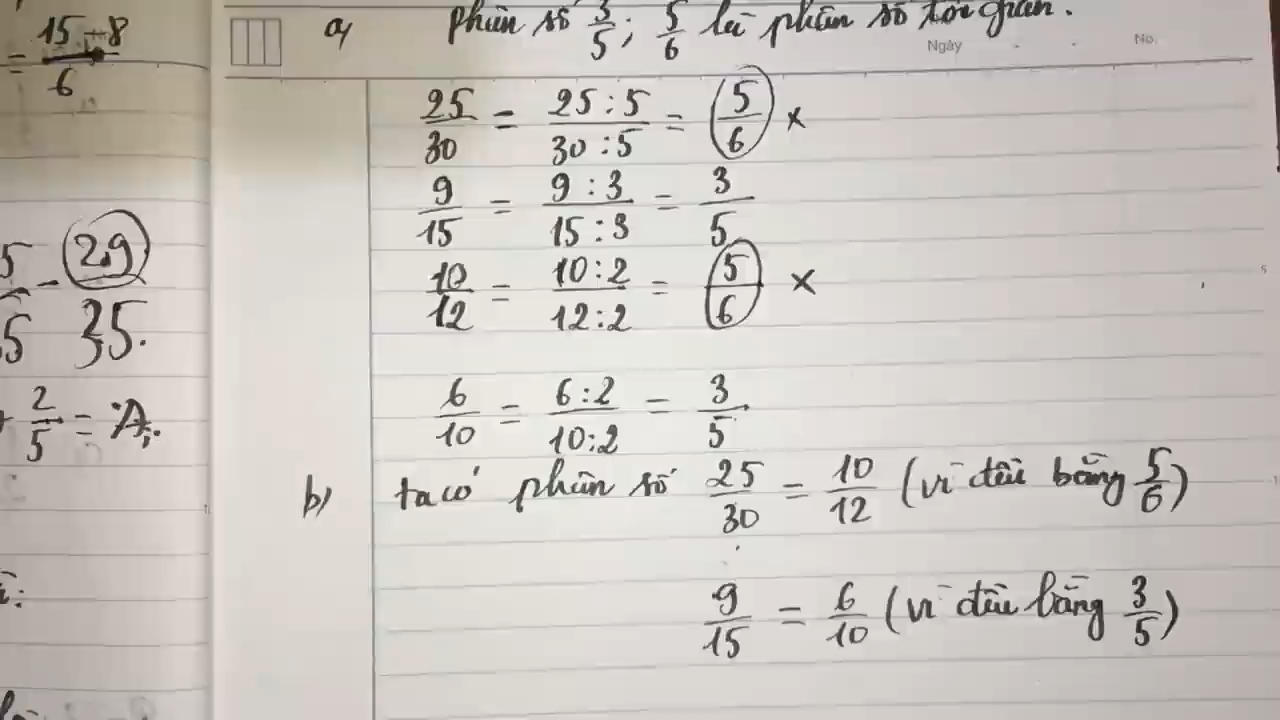 = 15 + 8 / 6
a, phân số 3/5; 5/6 là phân số tối giản.
Ngày No.
25/30 = 25 : 5 / 30 : 5 = 5/6 x
9/15 = 9 : 3 / 15 : 3 = 3/5
10/12 = 10 : 2 / 12 : 2 = 5/6 x
29/35.
6/10 = 6 : 2 / 10 : 2 = 3/5
+ 2/5 =
b) ta có phân số 25/30 = 10/12 (vì đều bằng 5/6)
9/15 = 6/10 (vì đều bằng 3/5)